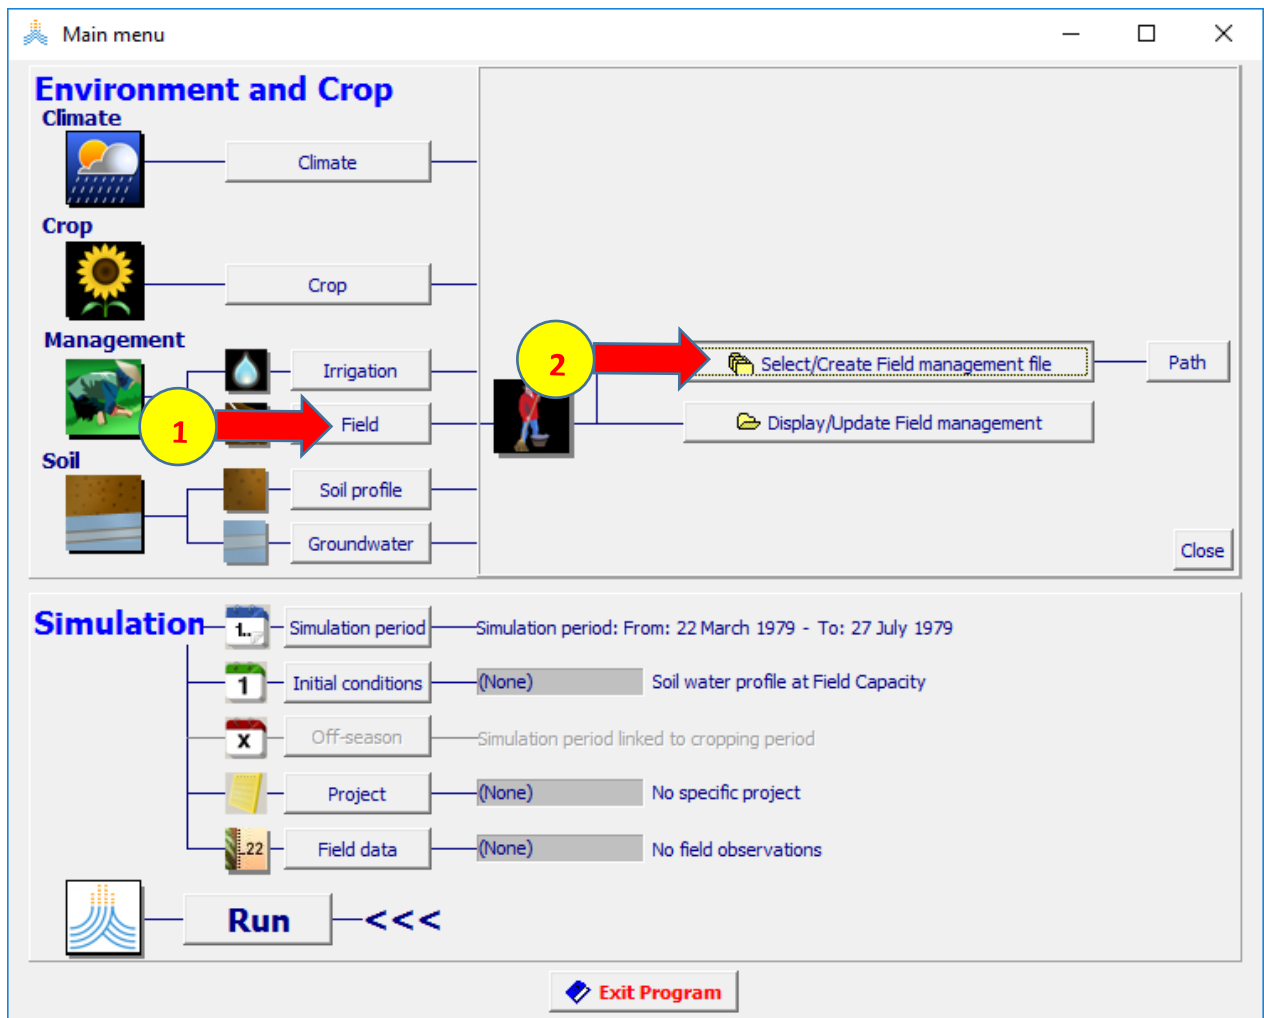 Main menu
Environment and Crop
Climate
Climate
Crop
Crop
Management
Irrigation
2
Select/Create Field management file
Path
1
Field
Display/Update Field management
Soil
Soil profile
Groundwater
Close
Simulation
1..
Simulation period
Simulation period: From: 22 March 1979 - To: 27 July 1979
1
Initial conditions
(None)
Soil water profile at Field Capacity
X
Off-season
Simulation period linked to cropping period
Project
(None)
No specific project
..22
Field data
(None)
No field observations
Run
<<<
Exit Program